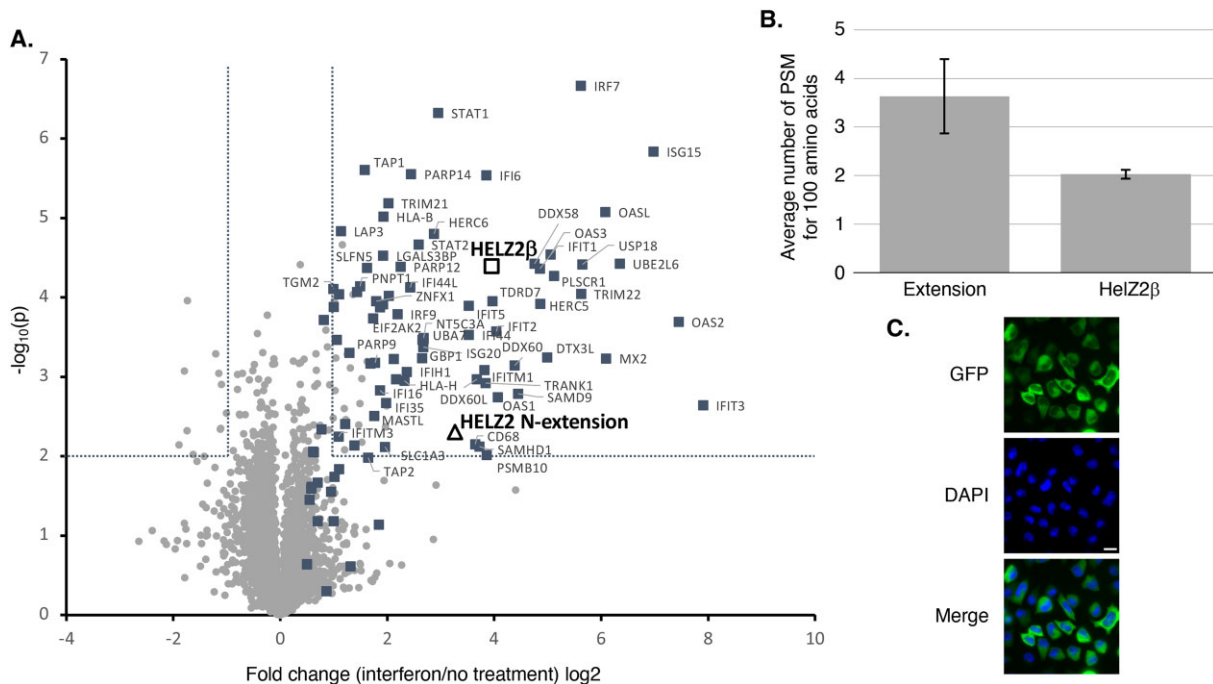 A.
7
6
5
4
3
2
1
0
-log10(p)
-4
-2
0
2
4
6
8
10
Fold change (interferon/no treatment) log2
IRF7
STAT1
ISG15
TAP1
PARP14
IFI6
TRIM21
HLA-B
HERC6
OASL
DDX58
OAS3
LAP3
STAT2
HELZ2β
IFIT1
USP18
SLFN5
LGALS3BP
PARP12
UBE2L6
TGM2
PNPT1
IFI44L
PLSCR1
ZNFX1
TDRD7
TRIM22
HERC5
IRF9
IFIT5
EIF2AK2
NT5C3A
IFIT2
OAS2
UBA7
IFI44
PARP9
ISG20
DDX60
DTX3L
GBP1
MX2
IFIH1
IFITM1
HLA-H
TRANK1
IFI16
DDX60L
SAMD9
IFI35
OAS1
IFIT3
MASTL
HELZ2 N-extension
IFITM3
CD68
SLC1A3
SAMHD1
TAP2
PSMB10
B.
Average number of PSM
for 100 amino acids
5
4
3
2
1
0
Extension
HelZ2β
C.
GFP
DAPI
Merge